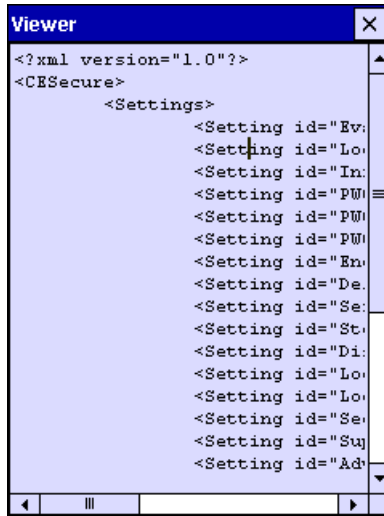 Viewer
<?xml version="1.0"?>
<CESecure>
<Settings>
<Setting id="Ev
<Setting id="Lo
<Setting id="In
<Setting id="PW
<Setting id="PW
<Setting id="PW
<Setting id="En
<Setting id="De
<Setting id="Se
<Setting id="St
<Setting id="Di
<Setting id="Lo
<Setting id="Lo
<Setting id="Se
<Setting id="Su
<Setting id="Ad